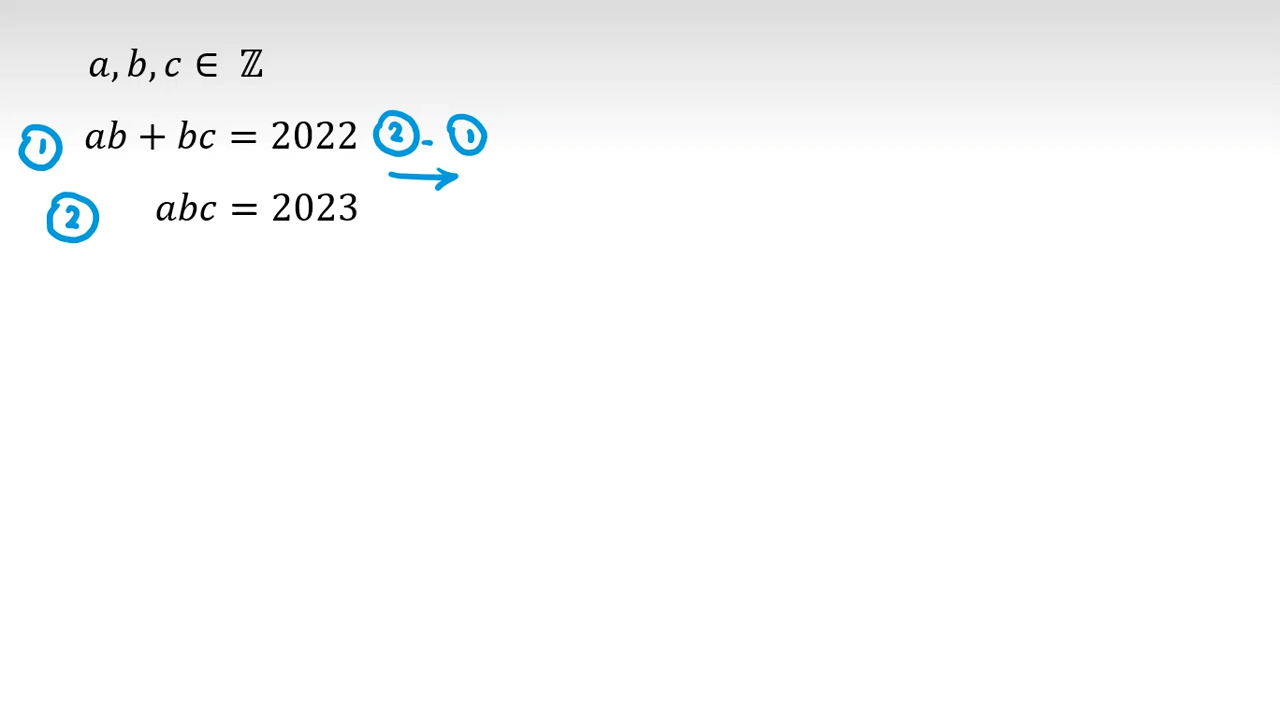 a, b, c ∈ ℤ
① ab + bc = 2022 ② - ① →
② abc = 2023